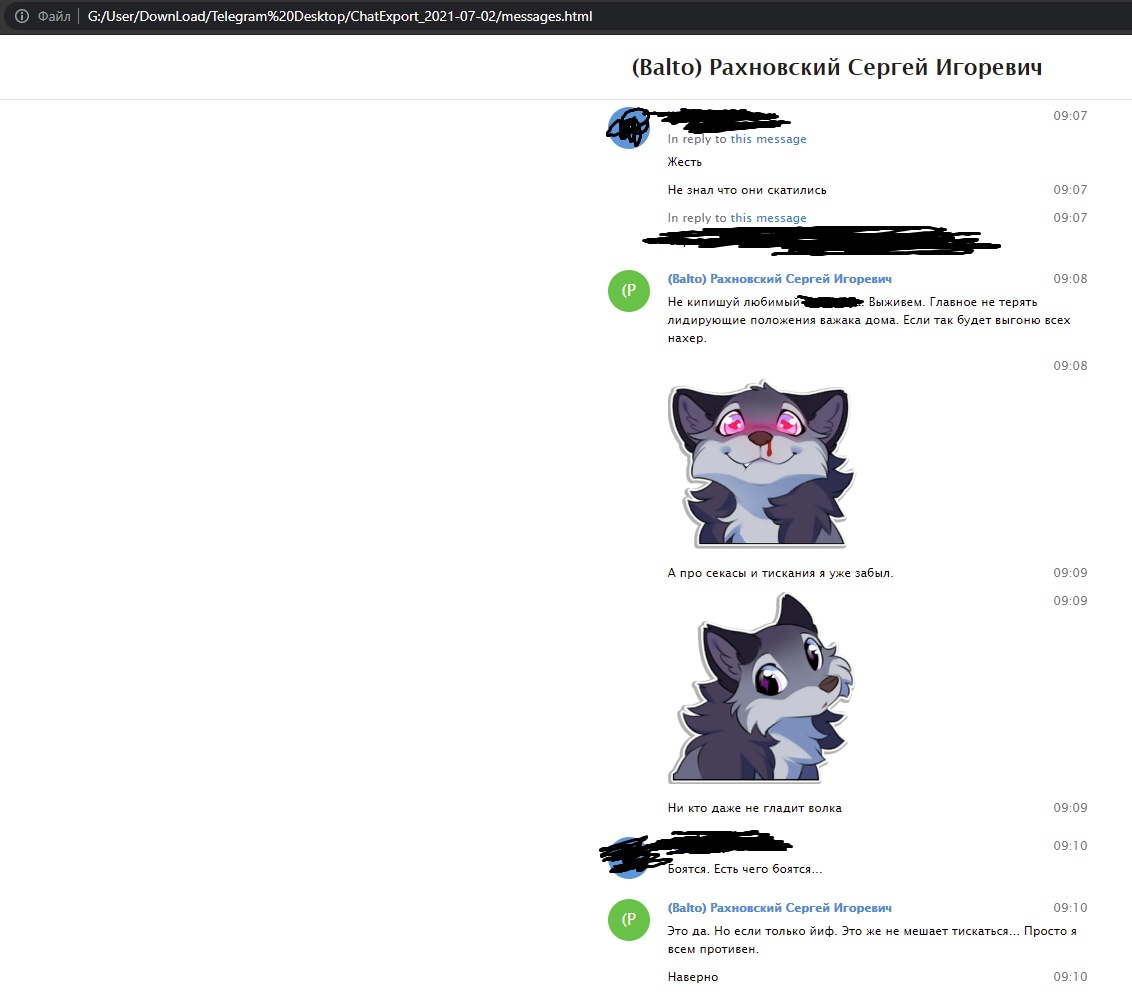 Файл G:/User/DownLoad/Telegram%20Desktop/ChatExport_2021-07-02/messages.html
(Balto) Рахновский Сергей Игоревич
09:07
In reply to this message
Жесть
Не знал что они скатились 09:07
In reply to this message 09:07
(P (Balto) Рахновский Сергей Игоревич 09:08
Не кипишуй любимый Выживем. Главное не терять
лидирующие положения важака дома. Если так будет выгоню всех
нахер.
09:08
А про секасы и тискания я уже забыл. 09:09
09:09
Ни кто даже не гладит волка 09:09
09:10
Боятся. Есть чего боятся...
(P (Balto) Рахновский Сергей Игоревич 09:10
Это да. Но если только йиф. Это же не мешает тискаться... Просто я
всем противен.
Наверно 09:10